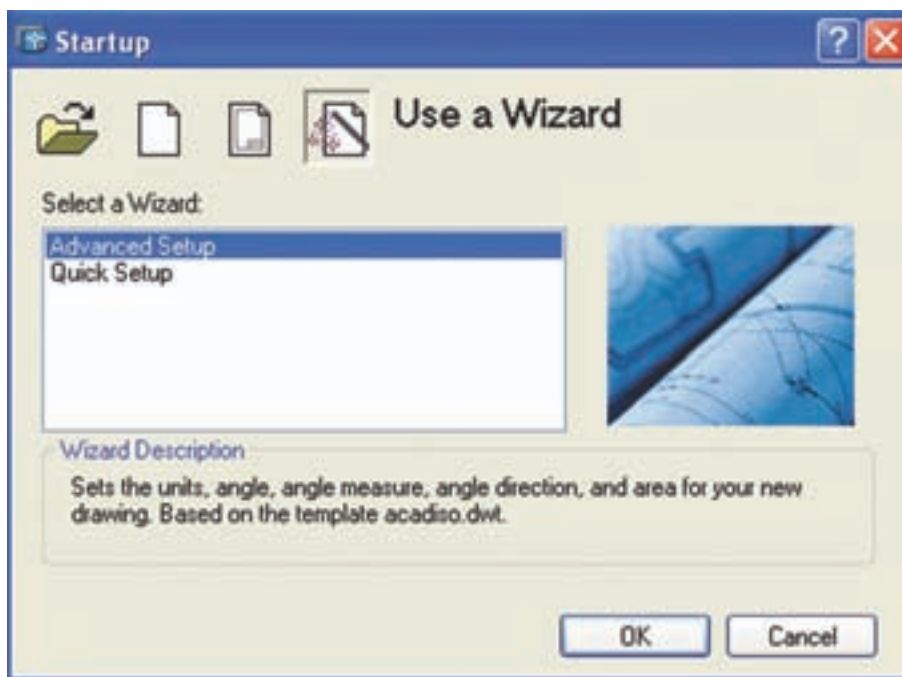 Startup
Use a Wizard
Select a Wizard:
Advanced Setup
Quick Setup
Wizard Description
Sets the units, angle, angle measure, angle direction, and area for your new
drawing. Based on the template acadiso.dwt.
OK
Cancel